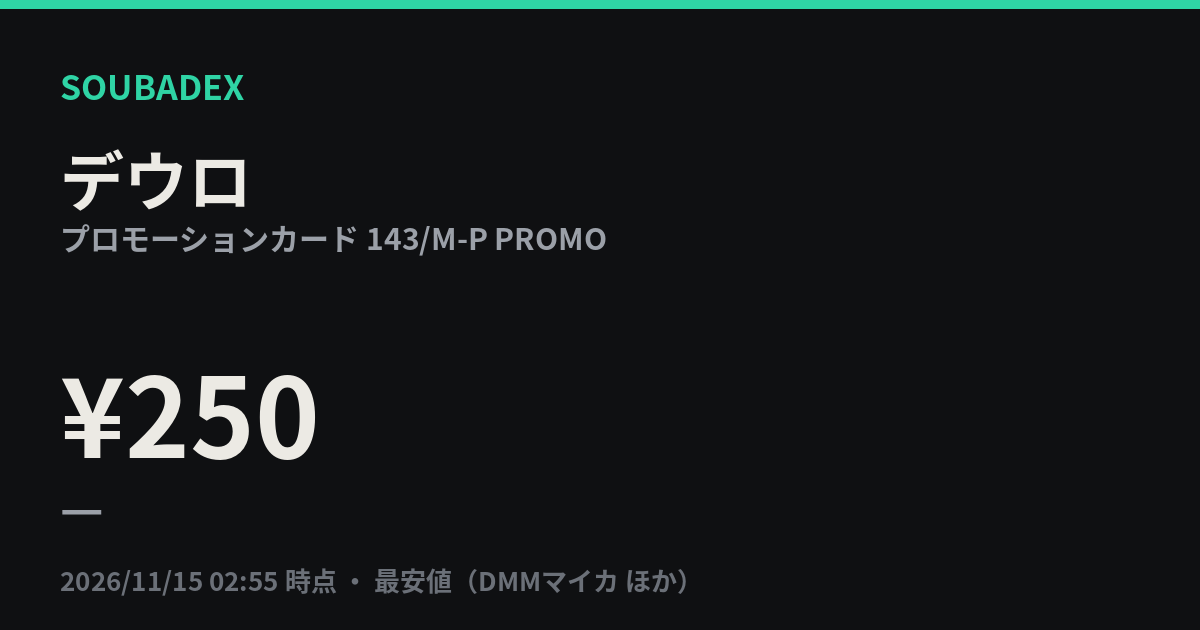 SOUBADEX
デウロ
プロモーションカード 143/M-P PROMO
¥250
—
2026/11/15 02:55 時点 ・ 最安値（DMMマイカ ほか）